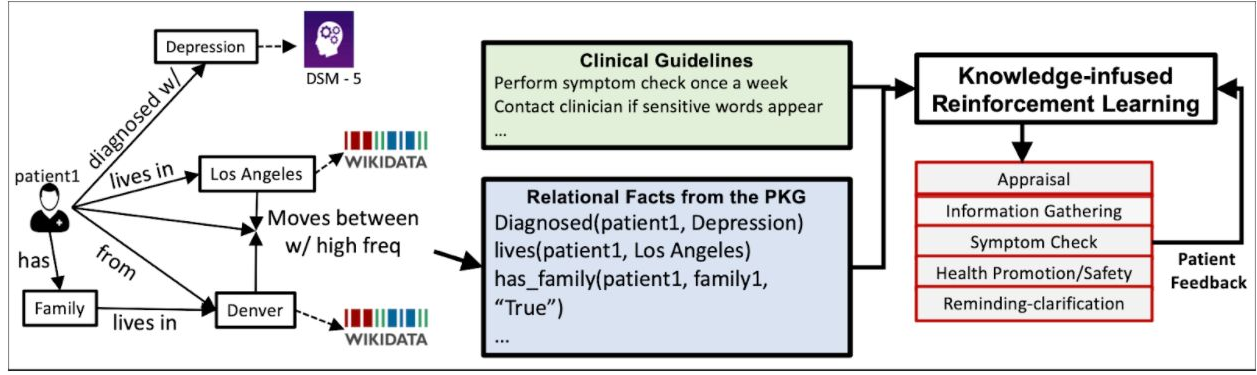 Depression
DSM - 5
diagnosed w/
patient1
lives in
Los Angeles
WIKIDATA
Moves between
w/ high freq
has
from
Family
lives in
Denver
WIKIDATA
Clinical Guidelines
Perform symptom check once a week
Contact clinician if sensitive words appear
...
Relational Facts from the PKG
Diagnosed(patient1, Depression)
lives(patient1, Los Angeles)
has_family(patient1, family1,
“True”)
...
Knowledge-infused
Reinforcement Learning
Appraisal
Information Gathering
Symptom Check
Health Promotion/Safety
Reminding-clarification
Patient
Feedback